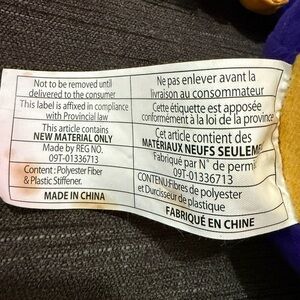 Not to be removed until
delivered to the consumer
This label is affixed in compliance
with Provincial law
This article contains
NEW MATERIAL ONLY
Made by REG NO.
09T-01336713
Content : Polyester Fiber
& Plastic Stiffener.
MADE IN CHINA
Ne pas enlever avant la
livraison au consommateur
Cette étiquette est apposée
conformément à la loi de la province
Cet article contient des
MATÉRIAUX NEUFS SEULEME
Fabriqué par N° de permis
09T-01336713
CONTENU:Fibres de polyester
et Durcisseur de plastique
FABRIQUÉ EN CHINE